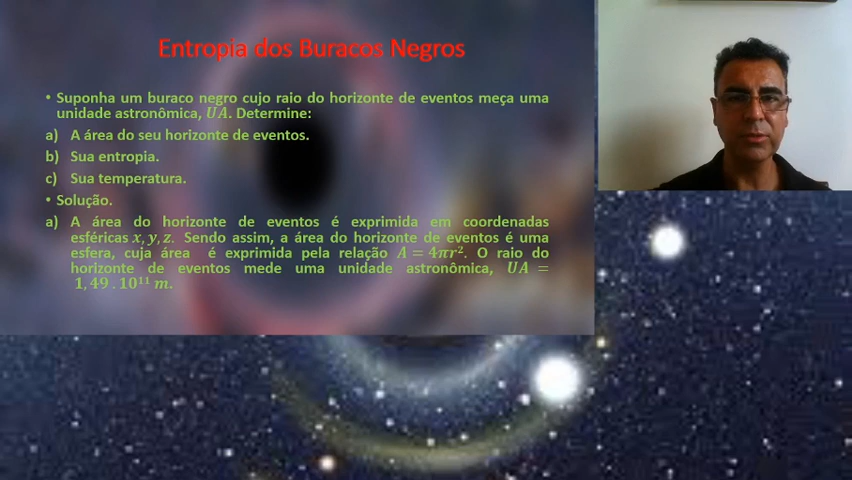 Entropia dos Buracos Negros
• Suponha um buraco negro cujo raio do horizonte de eventos meça uma
unidade astronômica, UA. Determine:
a) A área do seu horizonte de eventos.
b) Sua entropia.
c) Sua temperatura.
• Solução.
a) A área do horizonte de eventos é exprimida em coordenadas
esféricas x, y, z. Sendo assim, a área do horizonte de eventos é uma
esfera, cuja área é exprimida pela relação A = 4πr². O raio do
horizonte de eventos mede uma unidade astronômica, UA =
1,49 . 10¹¹ m.